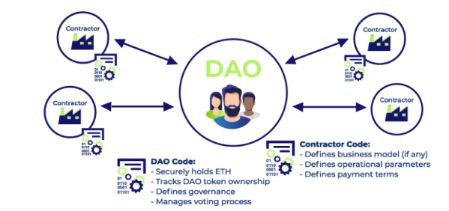 Contractor
Contractor
DAO
Contractor
Contractor
DAO Code:
- Securely holds ETH
- Tracks DAO token ownership
- Defines governance
- Manages voting process
Contractor Code:
- Defines business model (if any)
- Defines operational parameters
- Defines payment terms